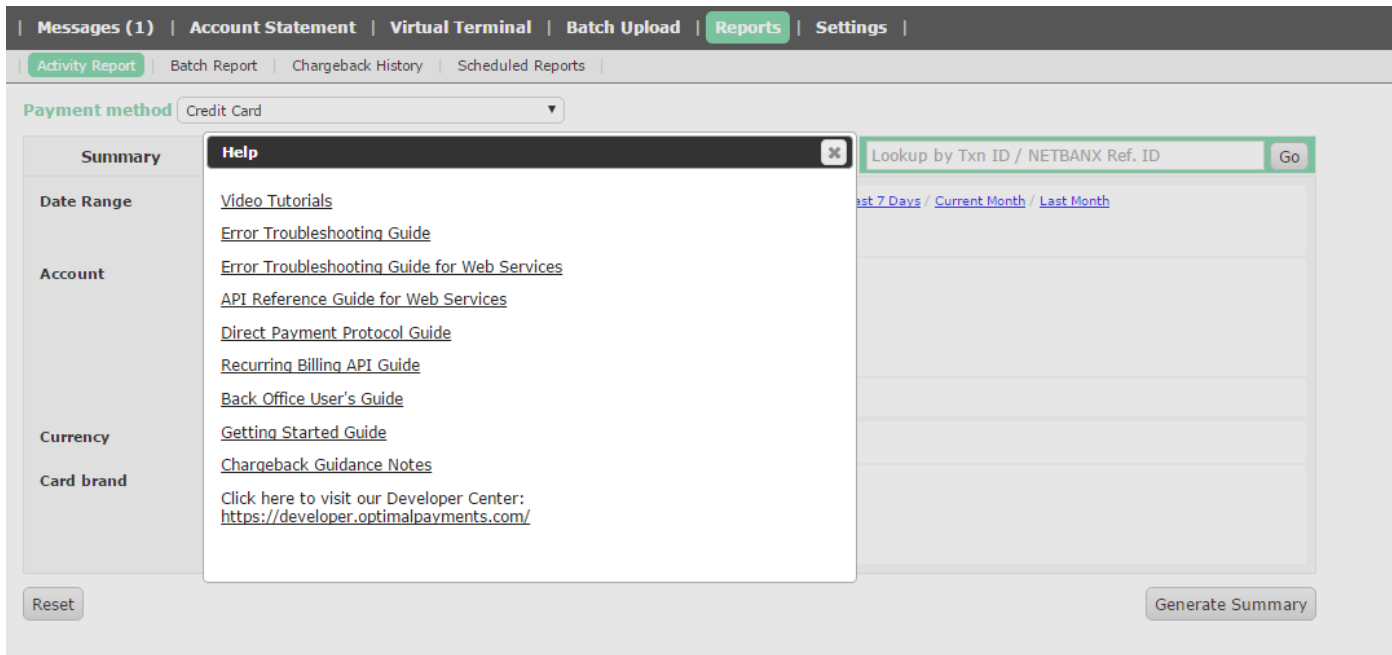 | Messages (1) | Account Statement | Virtual Terminal | Batch Upload | Reports | Settings |
| Activity Report | Batch Report | Chargeback History | Scheduled Reports |
Payment method Credit Card
Summary
Help
Lookup by Txn ID / NETBANX Ref. ID Go
Date Range
Video Tutorials
7 Days / Current Month / Last Month
Error Troubleshooting Guide
Account
Error Troubleshooting Guide for Web Services
API Reference Guide for Web Services
Direct Payment Protocol Guide
Recurring Billing API Guide
Back Office User's Guide
Currency
Getting Started Guide
Chargeback Guidance Notes
Card brand
Click here to visit our Developer Center:
https://developer.optimalpayments.com/
Reset
Generate Summary